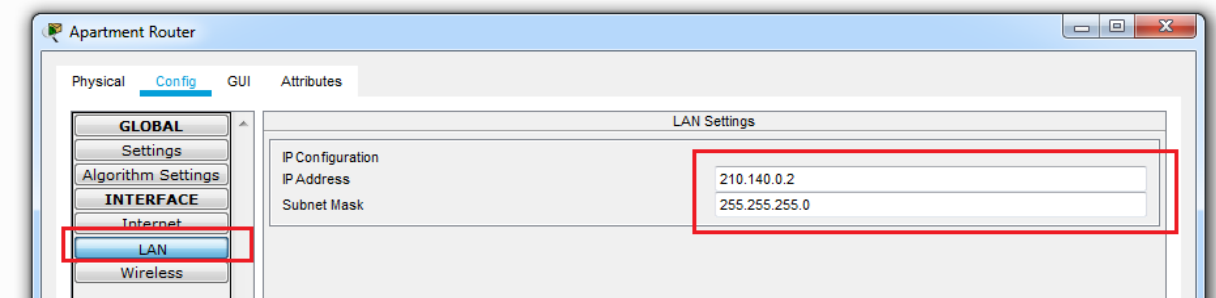 Apartment Router
Physical Config GUI Attributes
GLOBAL
Settings
Algorithm Settings
INTERFACE
Internet
LAN
Wireless
LAN Settings
IP Configuration
IP Address 210.140.0.2
Subnet Mask 255.255.255.0